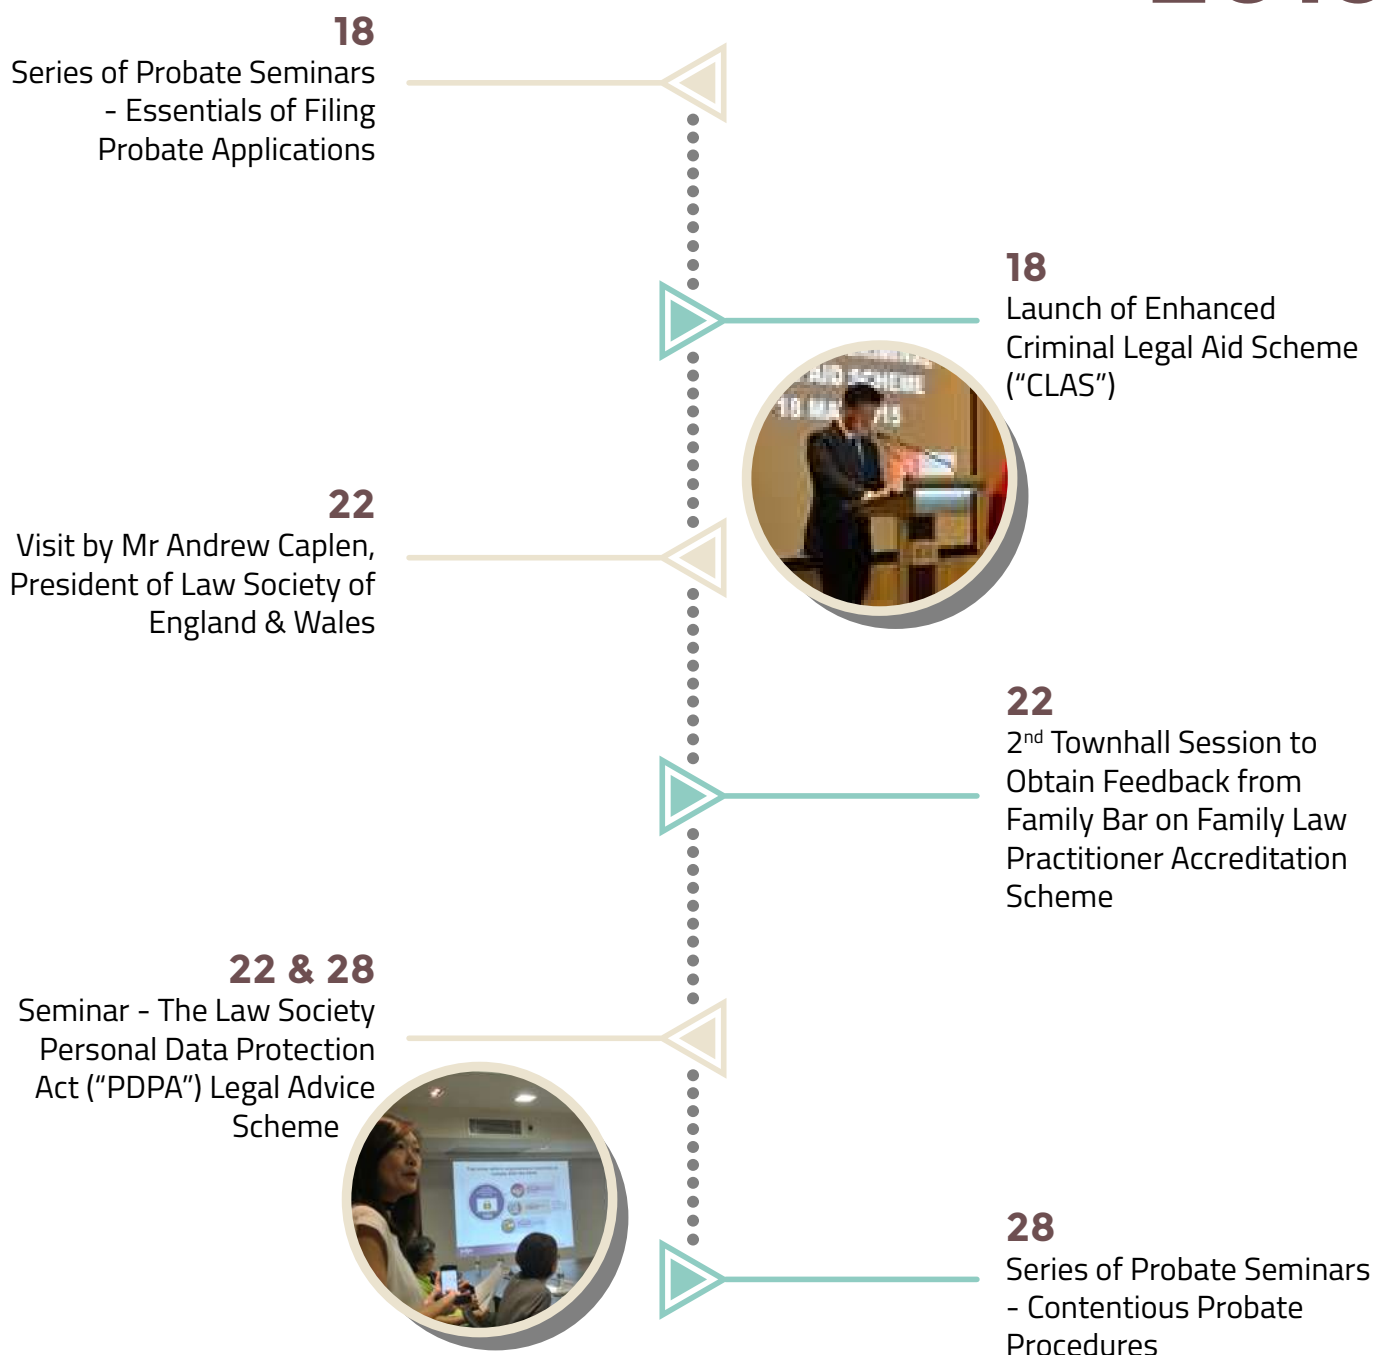 18
Series of Probate Seminars
- Essentials of Filing
Probate Applications
18
Launch of Enhanced
Criminal Legal Aid Scheme
(“CLAS”)
AID SCHEME
22
Visit by Mr Andrew Caplen,
President of Law Society of
England & Wales
22
2nd Townhall Session to
Obtain Feedback from
Family Bar on Family Law
Practitioner Accreditation
Scheme
22 & 28
Seminar - The Law Society
Personal Data Protection
Act (“PDPA”) Legal Advice
Scheme
28
Series of Probate Seminars
- Contentious Probate
Procedures